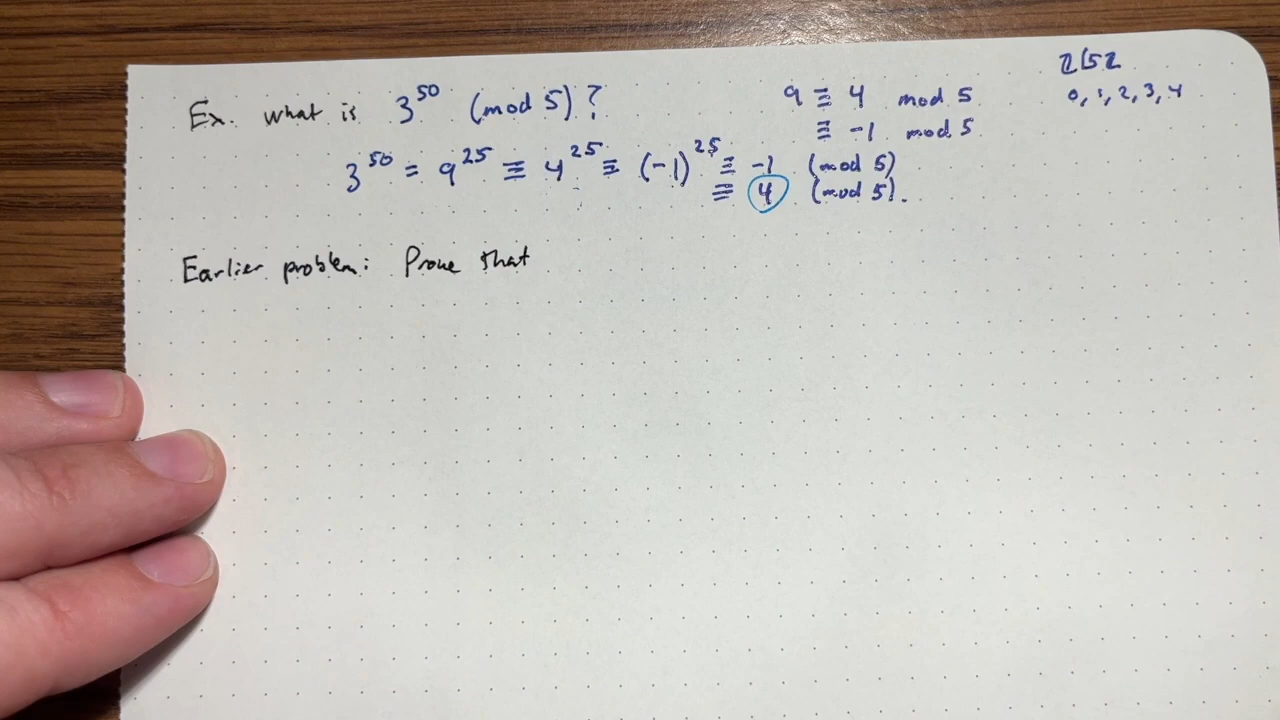 Ex. what is 3^50 (mod 5)?
3^50 = 9^25 ≡ 4^25 ≡ (-1)^25 ≡ -1 (mod 5)
≡ 4 (mod 5).
9 ≡ 4 mod 5
≡ -1 mod 5
ℤ/5ℤ
0, 1, 2, 3, 4
Earlier problem: Prove that